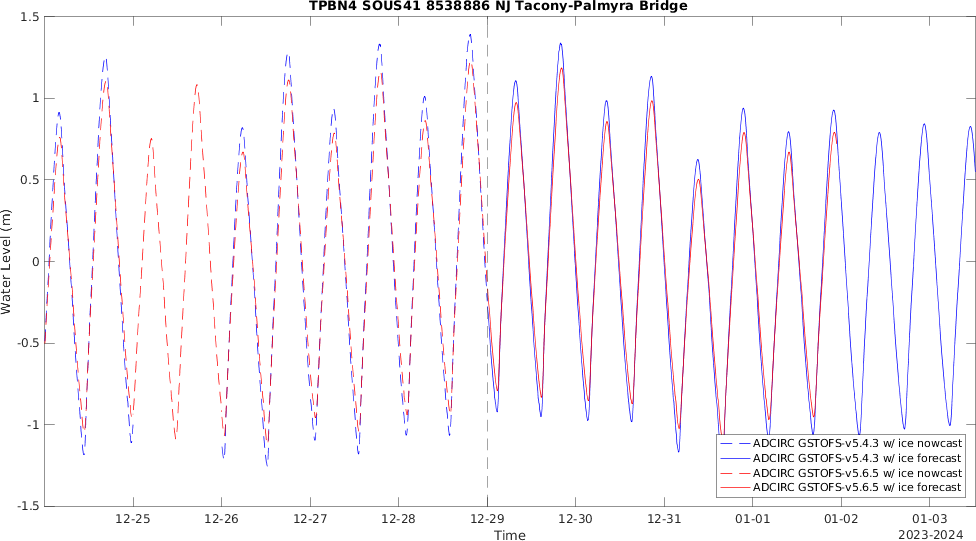 TPBN4 SOUS41 8538886 NJ Tacony-Palmyra Bridge
1.5
1
0.5
0
-0.5
-1
-1.5
Water Level (m)
ADCIRC GSTOFS-v5.4.3 w/ ice nowcast
ADCIRC GSTOFS-v5.4.3 w/ ice forecast
ADCIRC GSTOFS-v5.6.5 w/ ice nowcast
ADCIRC GSTOFS-v5.6.5 w/ ice forecast
12-25 12-26 12-27 12-28 12-29 12-30 12-31 01-01 01-02 01-03
Time
2023-2024